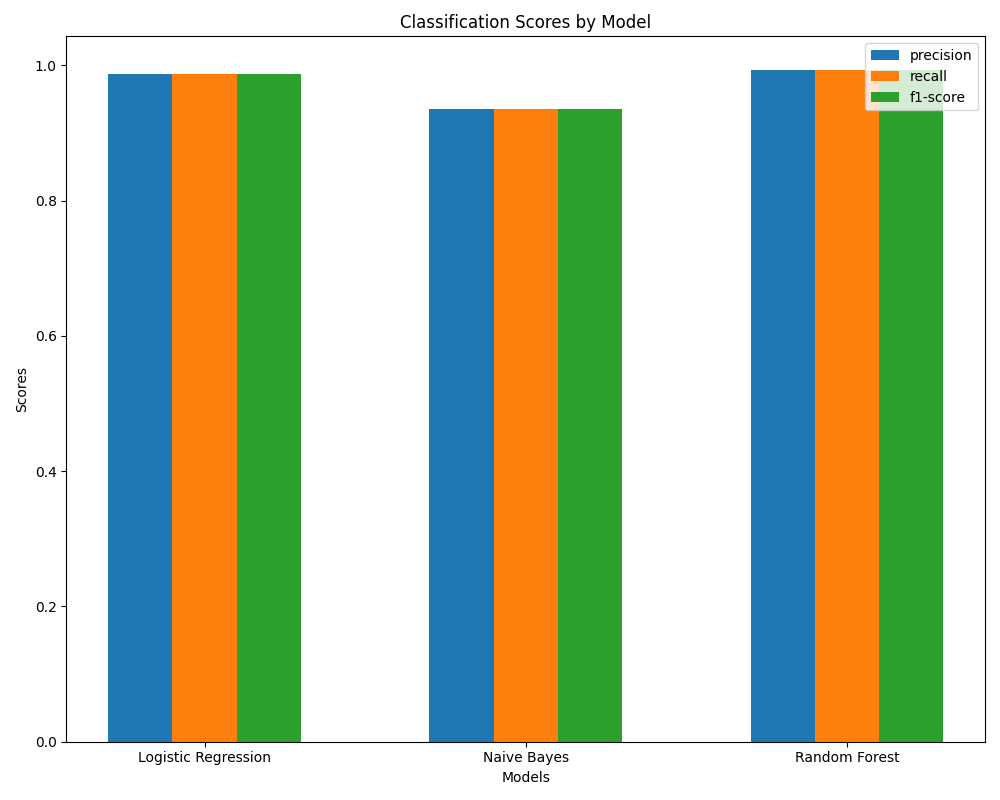 Classification Scores by Model
precision
recall
f1-score
1.0
0.8
0.6
0.4
0.2
0.0
Scores
Logistic Regression
Naive Bayes
Random Forest
Models